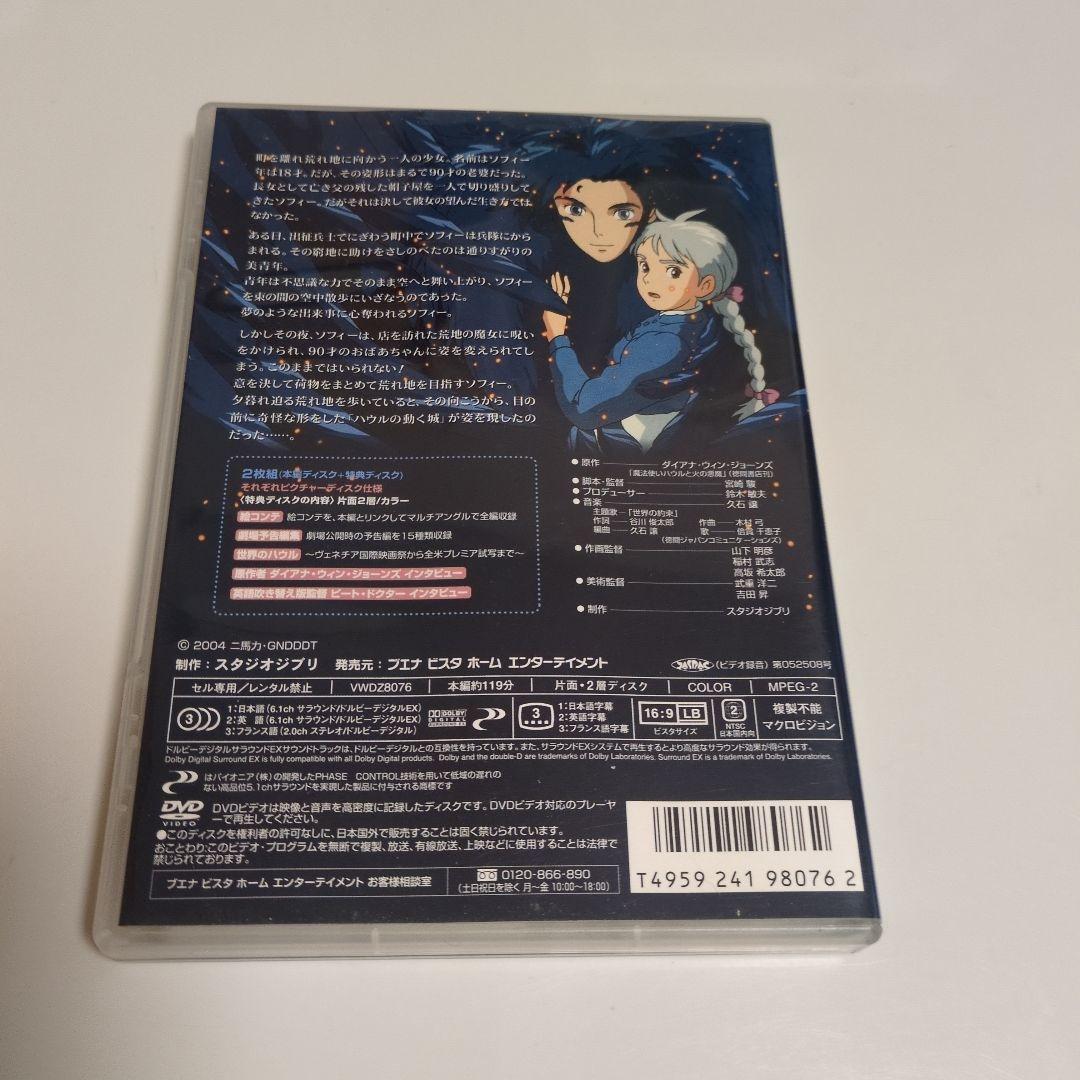 町を離れ荒れ地に向かう一人の少女。名前はソフィー
年は18才。だが、その姿形はまるで90才の老婆だった。
長女として亡き父の残した帽子屋を一人で切り盛りして
きたソフィー。だがそれは決して彼女の望んだ生き方では
なかった。
ある日、出征兵士でにぎわう町中でソフィーは兵隊にから
まれる。その窮地に助けをさしのべたのは通りすがりの
美青年。
青年は不思議な力でそのまま空へと舞い上がり、ソフィー
を束の間の空中散歩にいざなうのであった。
夢のような出来事に心奪われるソフィー。
しかしその夜、ソフィーは、店を訪れた荒地の魔女に呪い
をかけられ、90才のおばあちゃんに姿を変えられてし
まう。このままではいられない!
意を決して荷物をまとめて荒れ地を目指すソフィー。
夕暮れ迫る荒れ地を歩いていると、その向こうから、目の
前に奇怪な形をした「ハウルの動く城」が姿を現したの
だった……。
2枚組(本編ディスク+特典ディスク)
それぞれピクチャーディスク仕様
〈特典ディスクの内容〉片面2層/カラー
絵コンテ 絵コンテを、本編とリンクしてマルチアングルで全編収録
劇場予告編集 劇場公開時の予告編を15種類収録
世界のハウル 〜ヴェネチア国際映画祭から全米プレミア試写まで〜
原作者 ダイアナ・ウィン・ジョーンズ インタビュー
英語吹き替え版監督 ピート・ドクター インタビュー
●原作 ダイアナ・ウィン・ジョーンズ
「魔法使いハウルと火の悪魔」(徳間書店刊)
●脚本・監督 宮崎 駿
●プロデューサー 鈴木 敏夫
●音楽 久石 譲
主題歌「世界の約束」
作詞 谷川 俊太郎 作曲 木村 弓
編曲 久石 譲 歌 倍賞 千恵子
(徳間ジャパンコミュニケーションズ)
●作画監督 山下 明彦
稲村 武志
高坂 希太郎
●美術監督 武重 洋二
吉田 昇
●制作 スタジオジブリ
© 2004 二馬力・GNDDDT
制作:スタジオジブリ 発売元:ブエナ ビスタ ホーム エンターテイメント
JASRAC (ビデオ録音) 第052508号
セル専用/レンタル禁止 VWDZ8076 本編約119分 片面・2層ディスク COLOR MPEG-2
3 1:日本語(6.1ch サラウンド/ドルビーデジタルEX)
2:英 語(6.1ch サラウンド/ドルビーデジタルEX)
3:フランス語(2.0ch ステレオ/ドルビーデジタル)
DTS DOLBY DIGITAL SURROUND・EX
3 1:日本語字幕
2:英語字幕
3:フランス語字幕
16:9 LB
ビスタサイズ
2 NTSC 日本国内向
複製不能
マクロビジョン
ドルビーデジタルサラウンドEXサウンドトラックは、ドルビーデジタルとの互換性を持っています。また、サラウンドEXシステムで再生するとより高度なサラウンド効果が得られます。
Dolby Digital Surround EX is fully compatible with all Dolby Digital products. Dolby and the double-D are trademarks of Dolby Laboratories. Surround EX is a trademark of Dolby Laboratories.
はパイオニア(株)の開発したPHASE CONTROL技術を用いて低域の遅れの
ない高品位5.1chサラウンドを実現した製品に付与される商標です
DVD VIDEO
DVDビデオは映像と音声を高密度に記録したディスクです。DVDビデオ対応のプレーヤ
ーで再生してください。
●このディスクを権利者の許可なしに、日本国外で販売することは固く禁じられています。
おことわり:このビデオ・プログラムを無断で複製、放送、有線放送、上映などに使用することは法律で
禁じられております。
ブエナ ビスタ ホーム エンターテイメント お客様相談室
0120-866-890
(土日祝日を除く 月〜金 10:00〜18:00)
T4959 241 98076 2